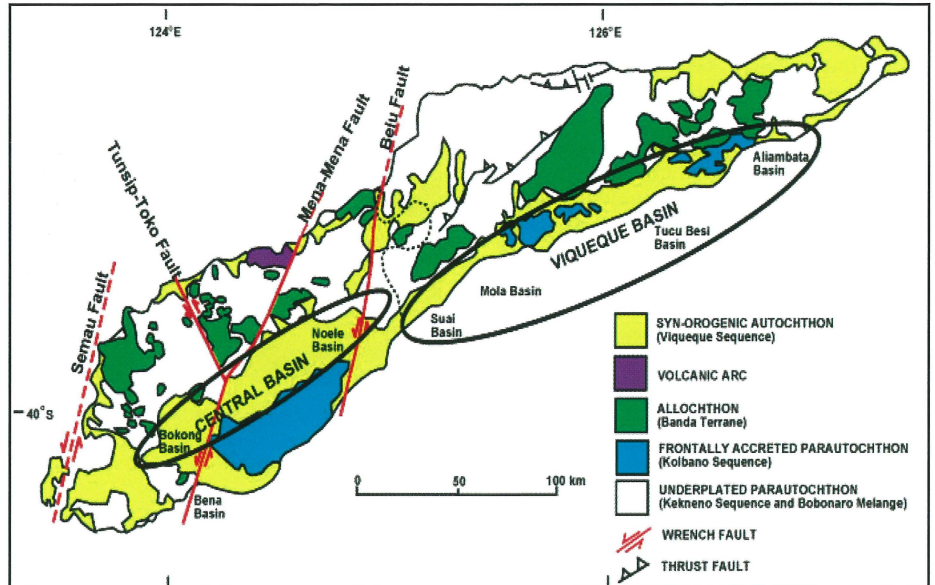 124°E
126°E
Semau Fault
Tunsip-Toko Fault
Mena-Mena Fault
Belu Fault
Aliambata
Basin
VIQUEQUE BASIN
Tucu Besi
Basin
Mola Basin
Suai
Basin
Noele
Basin
CENTRAL BASIN
Bokong
Basin
Bena
Basin
40°S
0 50 100 km
SYN-OROGENIC AUTOCHTHON
(Viqueque Sequence)
VOLCANIC ARC
ALLOCHTHON
(Banda Terrane)
FRONTALLY ACCRETED PARAUTOCHTHON
(Kolbano Sequence)
UNDERPLATED PARAUTOCHTHON
(Kekneno Sequence and Bobonaro Melange)
WRENCH FAULT
THRUST FAULT